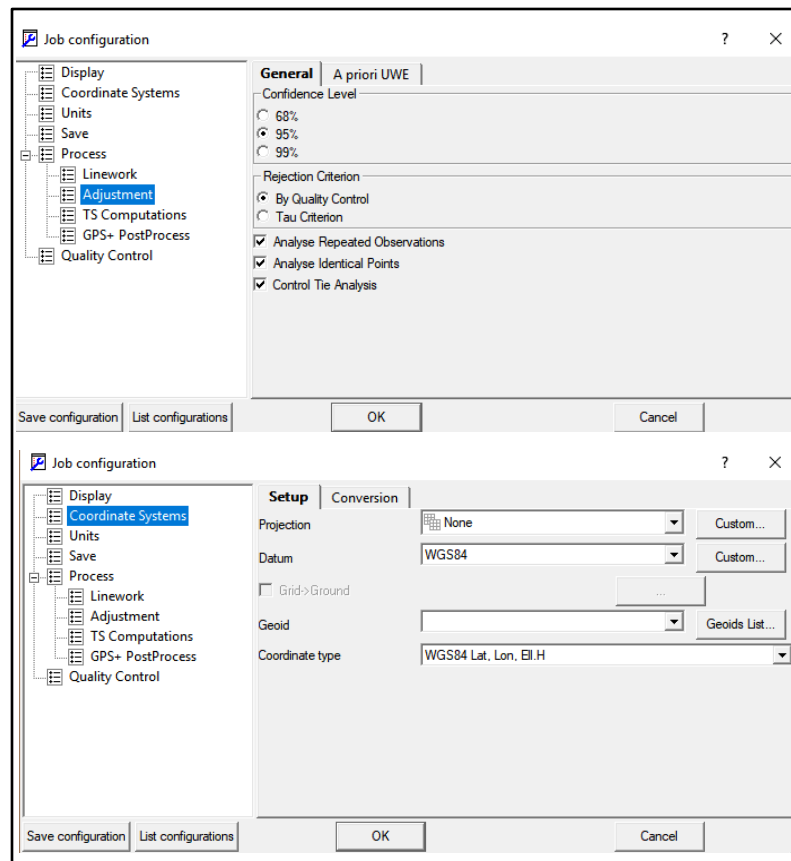 Job configuration
?
×
Display
Coordinate Systems
Units
Save
Process
Linework
Adjustment
TS Computations
GPS+ PostProcess
Quality Control
General
A priori UWE
Confidence Level
68%
95%
99%
Rejection Criterion
By Quality Control
Tau Criterion
Analyse Repeated Observations
Analyse Identical Points
Control Tie Analysis
Save configuration
List configurations
OK
Cancel
Job configuration
?
×
Display
Coordinate Systems
Units
Save
Process
Linework
Adjustment
TS Computations
GPS+ PostProcess
Quality Control
Setup
Conversion
Projection
None
Custom...
Datum
WGS84
Custom...
Grid->Ground
...
Geoid
Geoids List...
Coordinate type
WGS84 Lat, Lon, Ell.H
Save configuration
List configurations
OK
Cancel